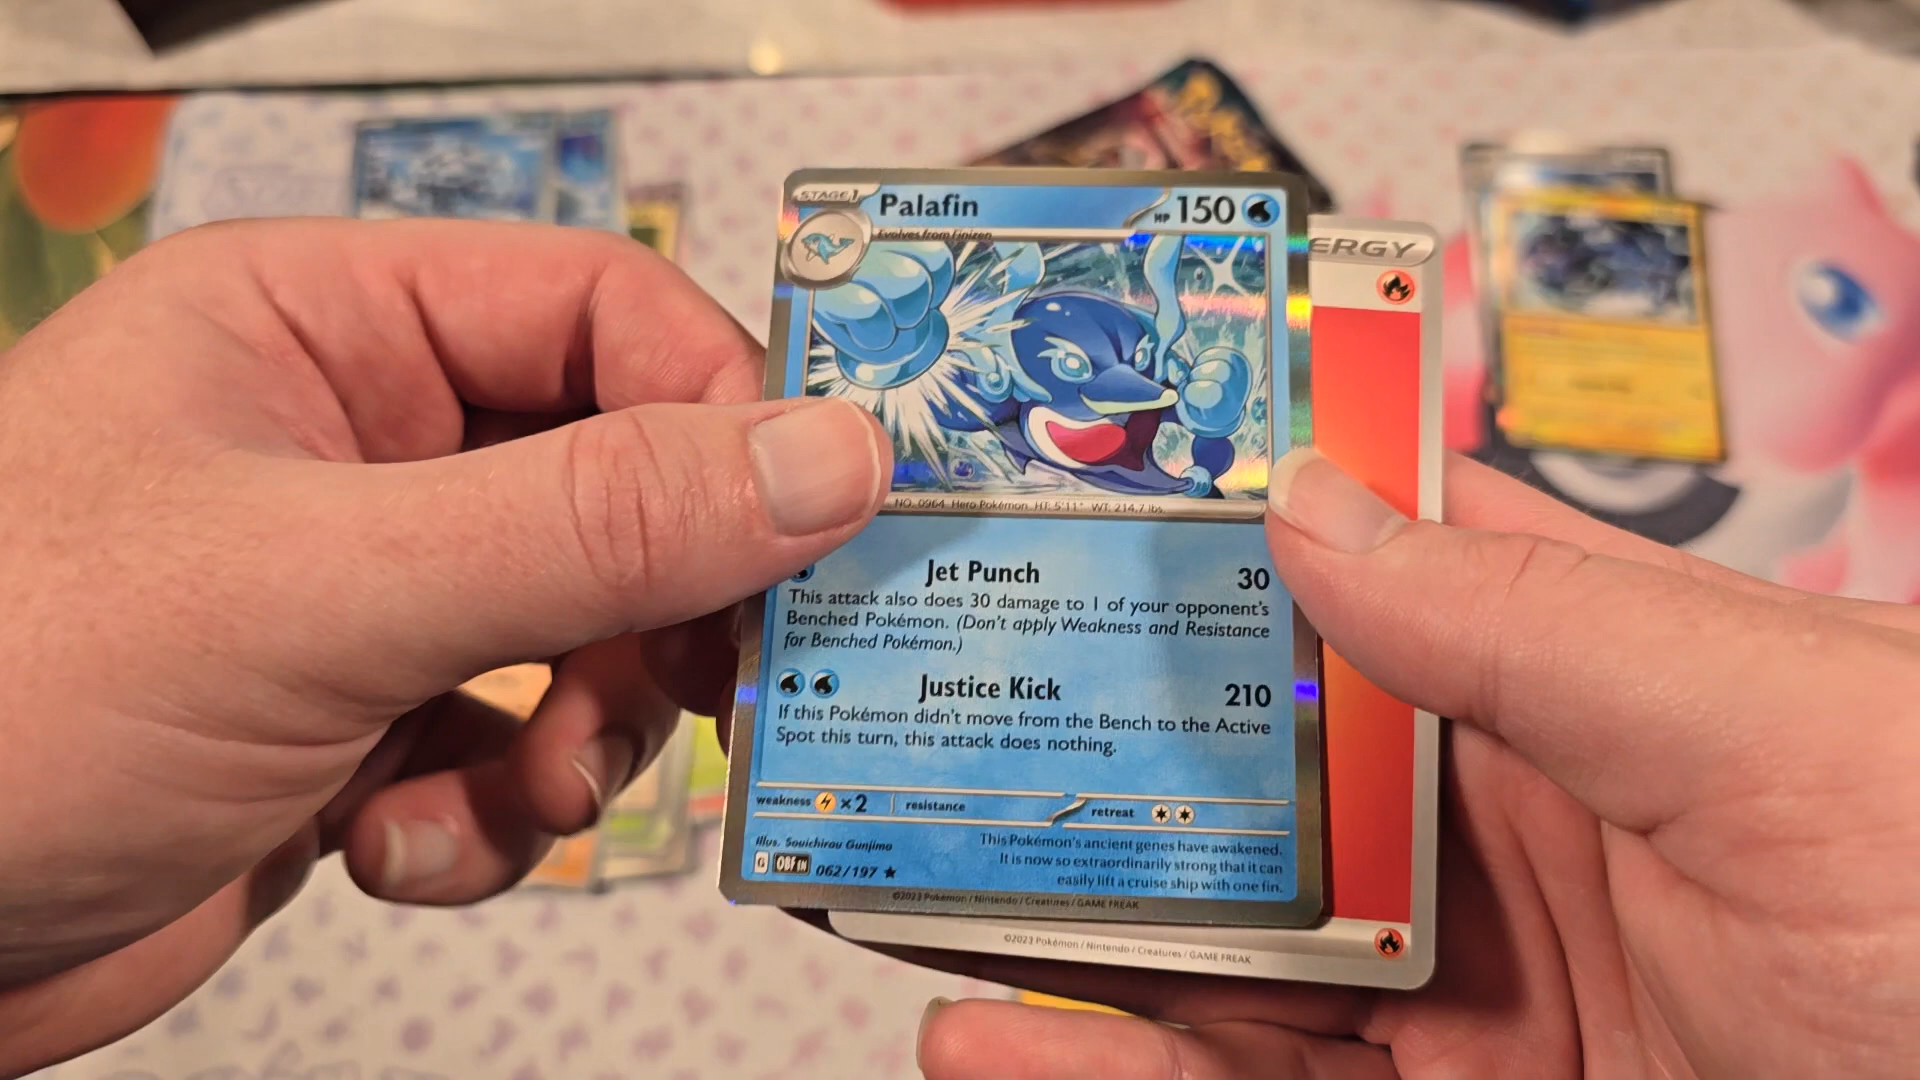 STAGE 1
Palafin
HP 150
Evolves from Finizen
ERGY
NO. 0964 Hero Pokémon HT: 5'11" WT: 214.7 lbs.
Jet Punch 30
This attack also does 30 damage to 1 of your opponent's
Benched Pokémon. (Don't apply Weakness and Resistance
for Benched Pokémon.)
Justice Kick 210
If this Pokémon didn't move from the Bench to the Active
Spot this turn, this attack does nothing.
weakness ×2 resistance retreat
Illus. Souichirou Gunjima
G OBF EN 062/197 ★
This Pokémon's ancient genes have awakened.
It is now so extraordinarily strong that it can
easily lift a cruise ship with one fin.
©2023 Pokémon / Nintendo / Creatures / GAME FREAK
©2023 Pokémon / Nintendo / Creatures / GAME FREAK